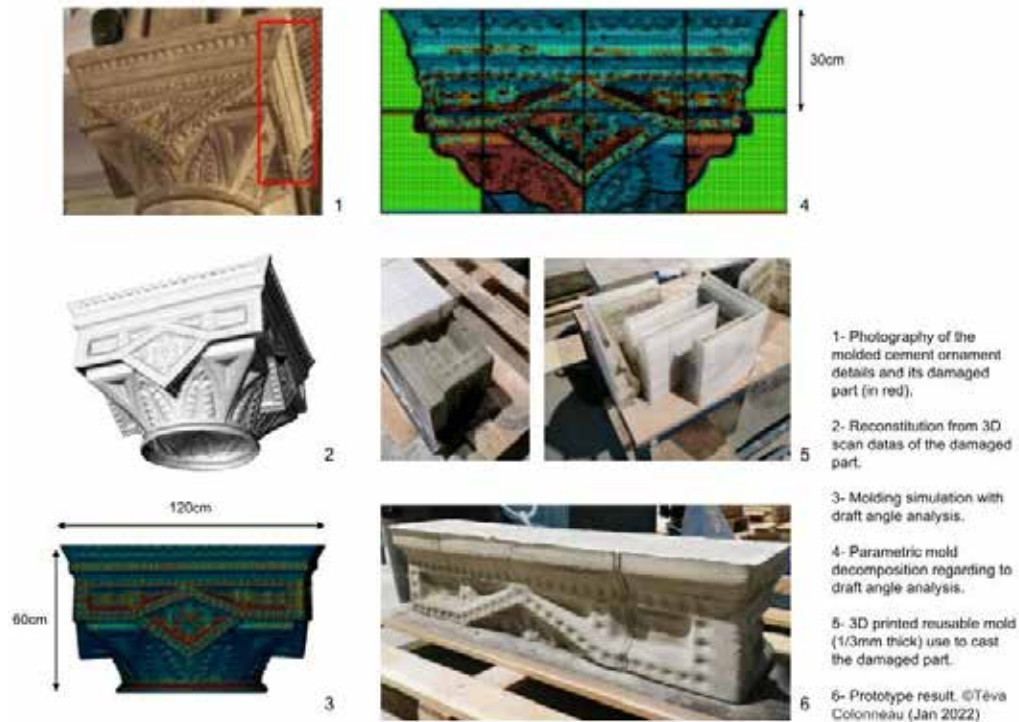 30cm
1
4
2
5
120cm
60cm
3
6
1- Photography of the
molded cement ornament
details and its damaged
part (in red).
2- Reconstitution from 3D
scan datas of the damaged
part.
3- Molding simulation with
draft angle analysis.
4- Parametric mold
decomposition regarding to
draft angle analysis.
5- 3D printed reusable mold
(1/3mm thick) use to cast
the damaged part.
6- Prototype result. ©Téva
Colonneau (Jan 2022)